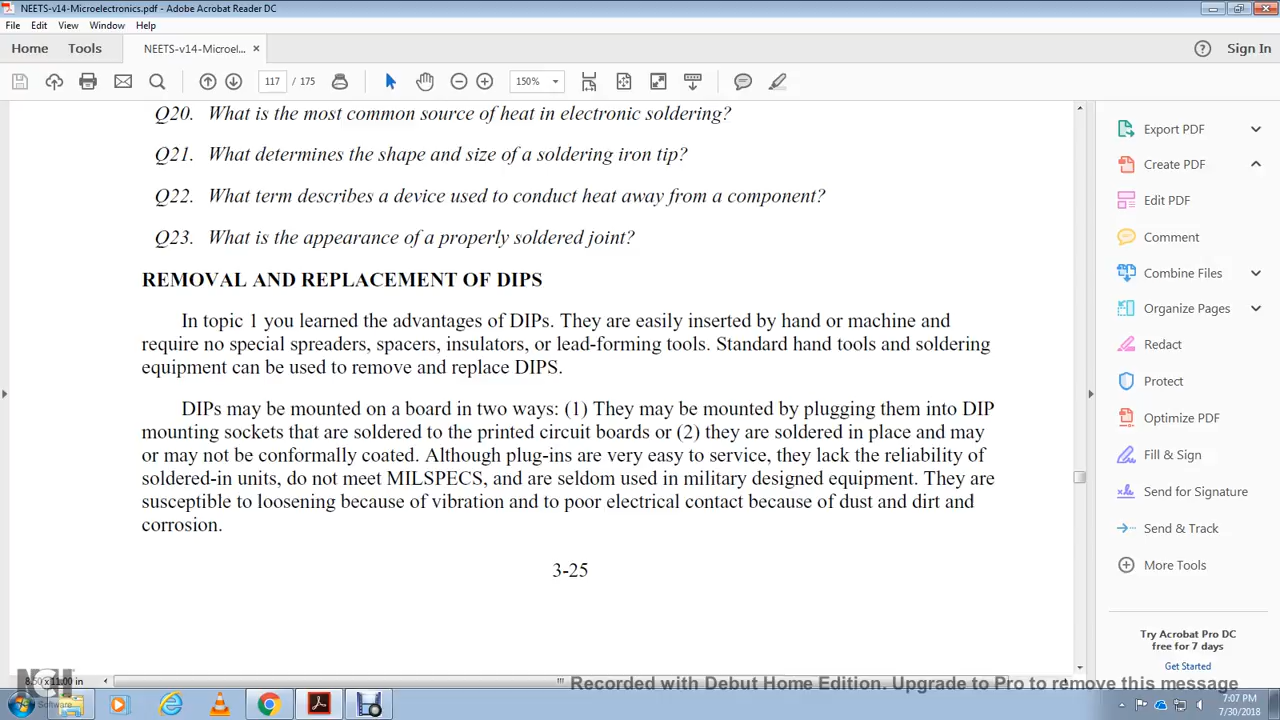 NEETS-v14-Microelectronics.pdf - Adobe Acrobat Reader DC
File Edit View Window Help
Home Tools NEETS-v14-Microel... × Sign In
117 / 175 150%
Q20. What is the most common source of heat in electronic soldering?
Q21. What determines the shape and size of a soldering iron tip?
Q22. What term describes a device used to conduct heat away from a component?
Q23. What is the appearance of a properly soldered joint?
REMOVAL AND REPLACEMENT OF DIPS
In topic 1 you learned the advantages of DIPs. They are easily inserted by hand or machine and
require no special spreaders, spacers, insulators, or lead-forming tools. Standard hand tools and soldering
equipment can be used to remove and replace DIPS.
DIPs may be mounted on a board in two ways: (1) They may be mounted by plugging them into DIP
mounting sockets that are soldered to the printed circuit boards or (2) they are soldered in place and may
or may not be conformally coated. Although plug-ins are very easy to service, they lack the reliability of
soldered-in units, do not meet MILSPECS, and are seldom used in military designed equipment. They are
susceptible to loosening because of vibration and to poor electrical contact because of dust and dirt and
corrosion.
3-25
Export PDF
Create PDF
Edit PDF
Comment
Combine Files
Organize Pages
Redact
Protect
Optimize PDF
Fill & Sign
Send for Signature
Send & Track
More Tools
Try Acrobat Pro DC
free for 7 days
Get Started
8.50 x 11.00 in
NCH
Software
Recorded with Debut Home Edition. Upgrade to Pro to remove this message
7:07 PM
7/30/2018